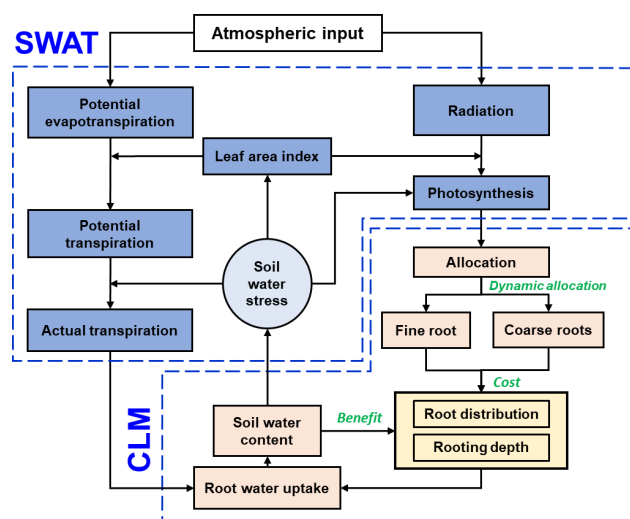 Atmospheric input
SWAT
Potential
evapotranspiration
Radiation
Leaf area index
Photosynthesis
Potential
transpiration
Soil
water
stress
Allocation
Dynamic allocation
Actual transpiration
Fine root
Coarse roots
Cost
CLM
Soil water
content
Benefit
Root distribution
Rooting depth
Root water uptake